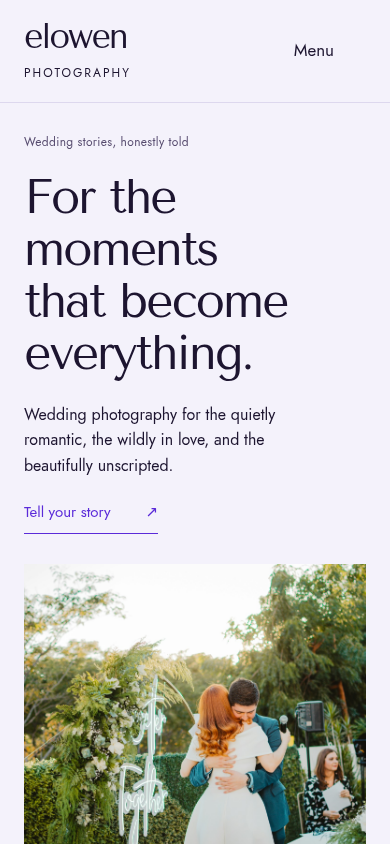 elowen
PHOTOGRAPHY
Menu
Wedding stories, honestly told
For the
moments
that become
everything.
Wedding photography for the quietly
romantic, the wildly in love, and the
beautifully unscripted.
Tell your story ↗
Together